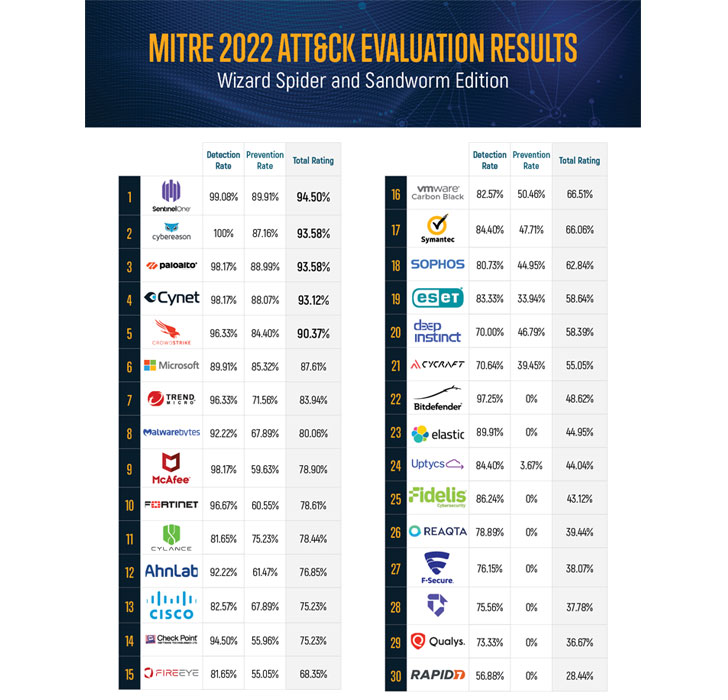 MITRE 2022 ATT&CK EVALUATION RESULTS
Wizard Spider and Sandworm Edition
Detection Rate Prevention Rate Total Rating
1 SentinelOne 99.08% 89.91% 94.50%
2 cybereason 100% 87.16% 93.58%
3 paloalto 98.17% 88.99% 93.58%
4 Cynet 98.17% 88.07% 93.12%
5 CROWDSTRIKE 96.33% 84.40% 90.37%
6 Microsoft 89.91% 85.32% 87.61%
7 TREND MICRO 96.33% 71.56% 83.94%
8 Malwarebytes 92.22% 67.89% 80.06%
9 McAfee 98.17% 59.63% 78.90%
10 FORTINET 96.67% 60.55% 78.61%
11 CYLANCE 81.65% 75.23% 78.44%
12 AhnLab 92.22% 61.47% 76.85%
13 CISCO 82.57% 67.89% 75.23%
14 Check Point 94.50% 55.96% 75.23%
15 FIREEYE 81.65% 55.05% 68.35%
Detection Rate Prevention Rate Total Rating
16 vmware Carbon Black 82.57% 50.46% 66.51%
17 Symantec 84.40% 47.71% 66.06%
18 SOPHOS 80.73% 44.95% 62.84%
19 eset 83.33% 33.94% 58.64%
20 deep instinct 70.00% 46.79% 58.39%
21 CYCRAFT 70.64% 39.45% 55.05%
22 Bitdefender 97.25% 0% 48.62%
23 elastic 89.91% 0% 44.95%
24 Uptycs 84.40% 3.67% 44.04%
25 Fidelis Cybersecurity 86.24% 0% 43.12%
26 REAQTA 78.89% 0% 39.44%
27 F-Secure. 76.15% 0% 38.07%
28 75.56% 0% 37.78%
29 Qualys. 73.33% 0% 36.67%
30 RAPID7 56.88% 0% 28.44%